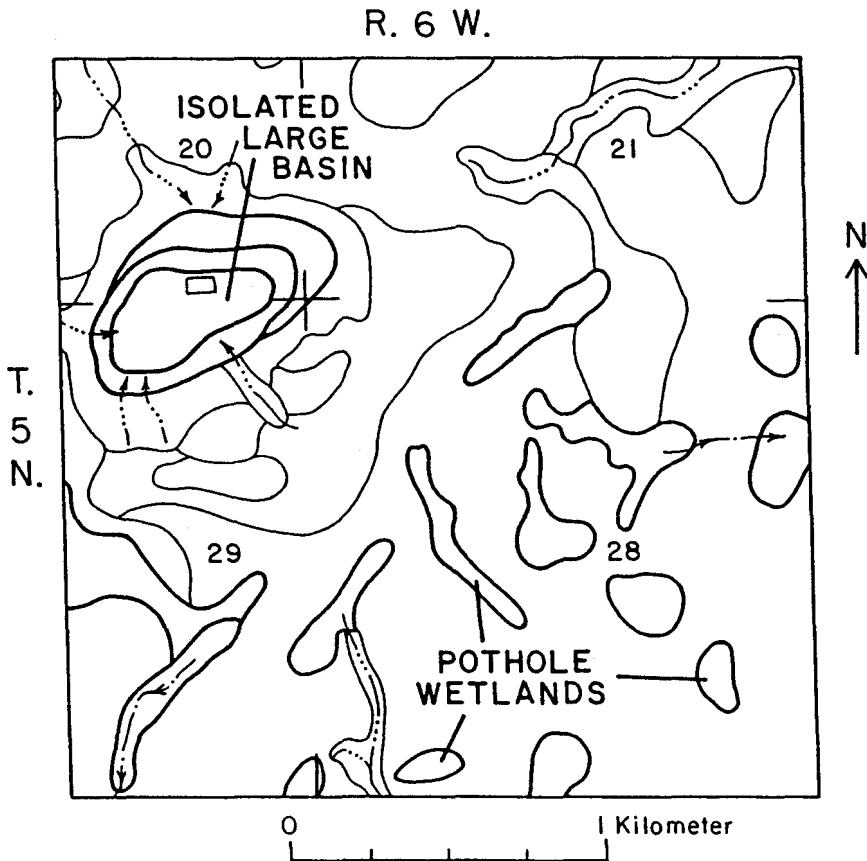 R. 6 W.
ISOLATED
LARGE
BASIN
20
21
N
T.
5
N.
29
28
POTHOLE
WETLANDS
0
1 Kilometer